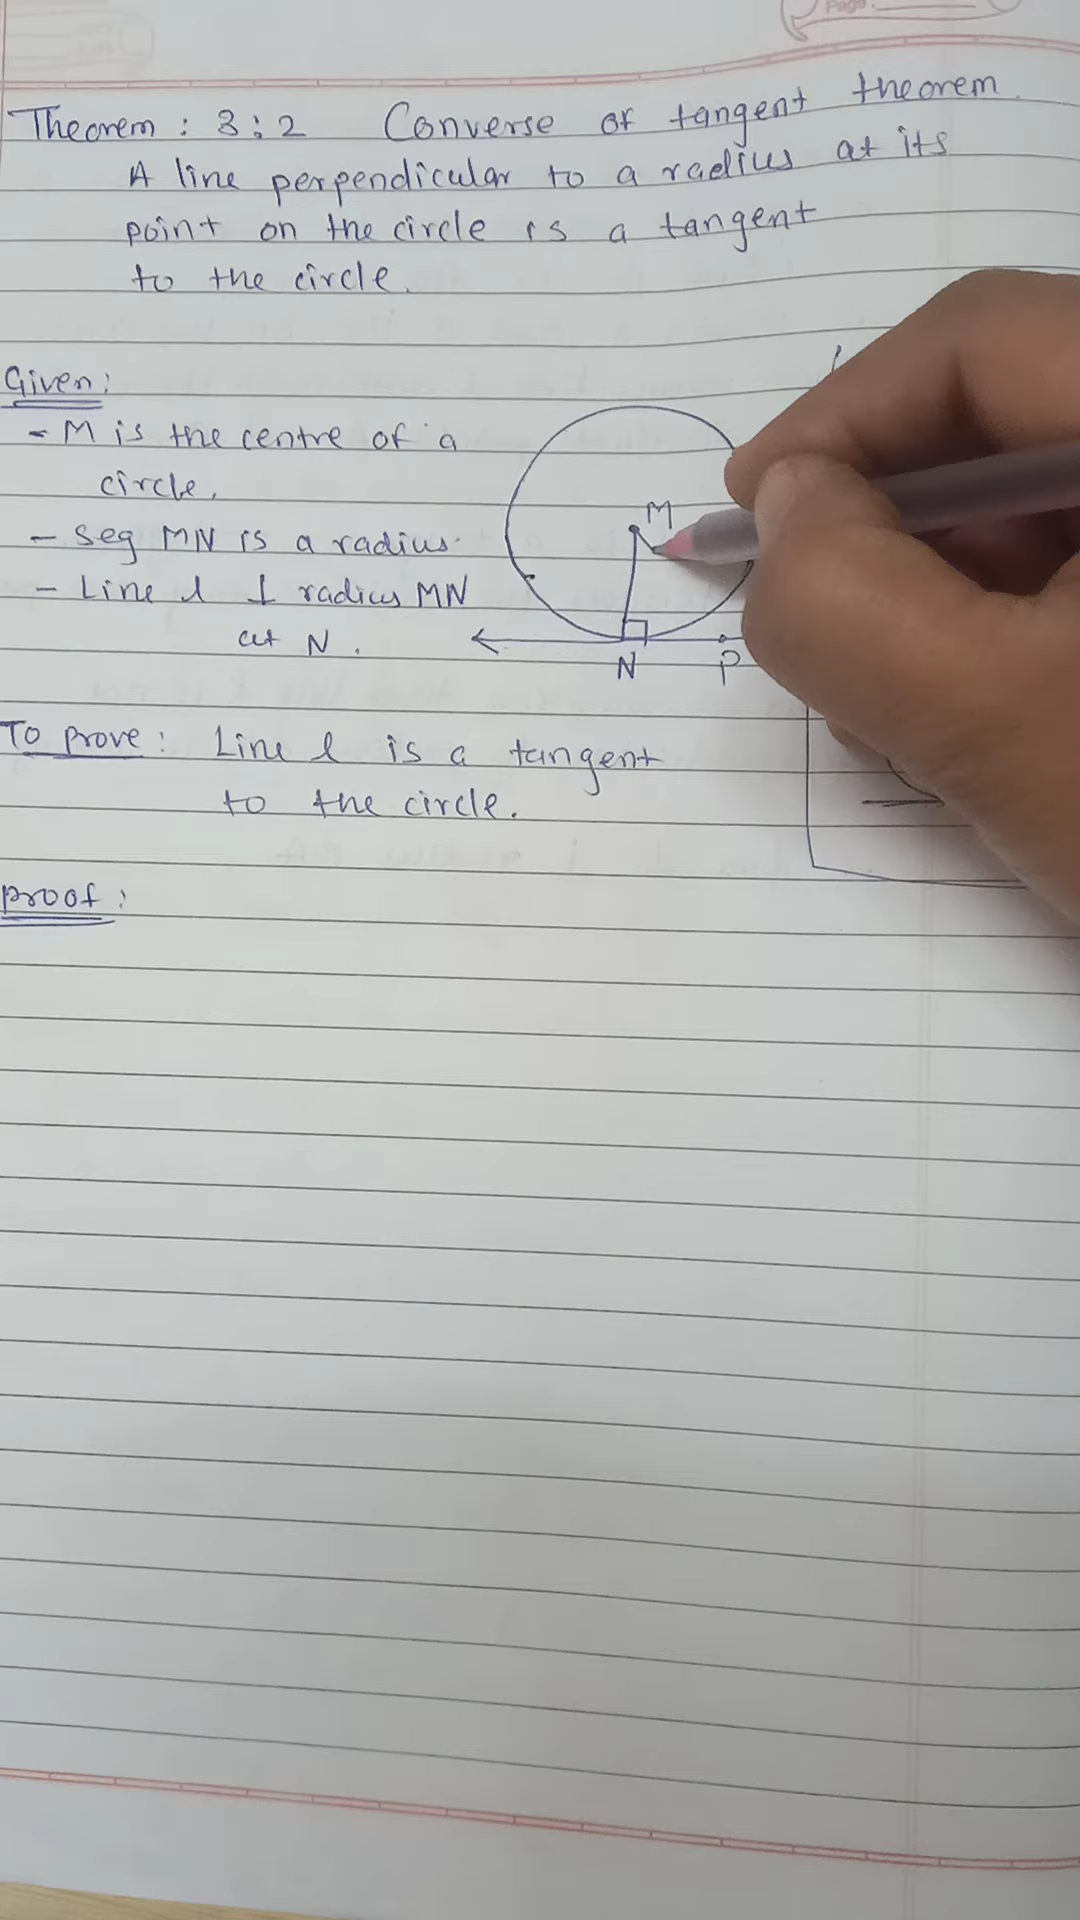 Page:
Theorem : 3:2 Converse of tangent theorem.
A line perpendicular to a radius at its
point on the circle is a tangent
to the circle.
Given:
- M is the centre of a
circle.
- seg MN is a radius.
- Line l ⊥ radius MN
at N.
M
N
P
To prove: Line l is a tangent
to the circle.
Proof: